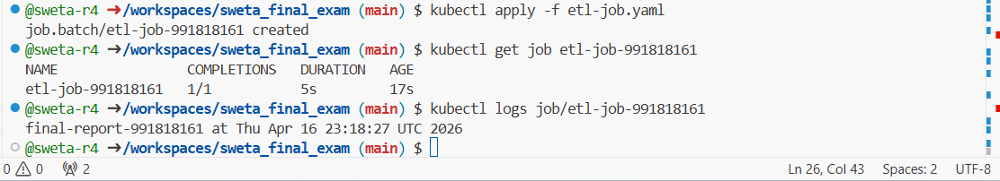 @sweta-r4 ➜/workspaces/sweta_final_exam (main) $ kubectl apply -f etl-job.yaml
job.batch/etl-job-991818161 created
@sweta-r4 ➜/workspaces/sweta_final_exam (main) $ kubectl get job etl-job-991818161
NAME                COMPLETIONS   DURATION   AGE
etl-job-991818161   1/1           5s         17s
@sweta-r4 ➜/workspaces/sweta_final_exam (main) $ kubectl logs job/etl-job-991818161
final-report-991818161 at Thu Apr 16 23:18:27 UTC 2026
@sweta-r4 ➜/workspaces/sweta_final_exam (main) $
0 0 2 Ln 26, Col 43 Spaces: 2 UTF-8